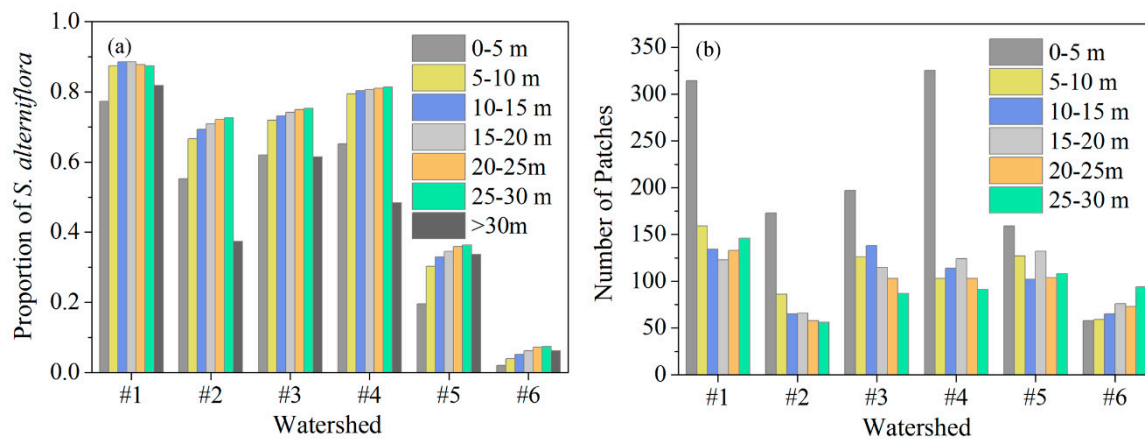 (a)
Proportion of S. alterniflora
1.0
0.8
0.6
0.4
0.2
0.0
0-5 m
5-10 m
10-15 m
15-20 m
20-25m
25-30 m
>30m
#1 #2 #3 #4 #5 #6
Watershed
(b)
Number of Patches
350
300
250
200
150
100
50
0
0-5 m
5-10 m
10-15 m
15-20 m
20-25m
25-30 m
#1 #2 #3 #4 #5 #6
Watershed